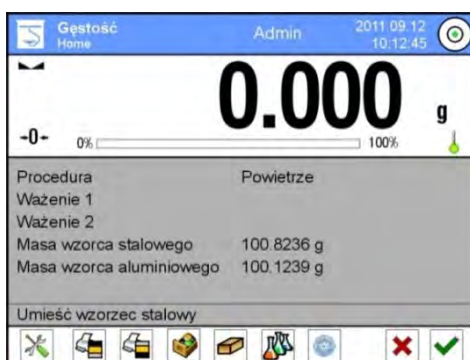 Gęstość
Home
Admin
2011.09.12
10:12:45
0.000 g
→0←
0% 100%
Procedura Powietrze
Ważenie 1
Ważenie 2
Masa wzorca stalowego 100.8236 g
Masa wzorca aluminiowego 100.1239 g
Umieść wzorzec stalowy